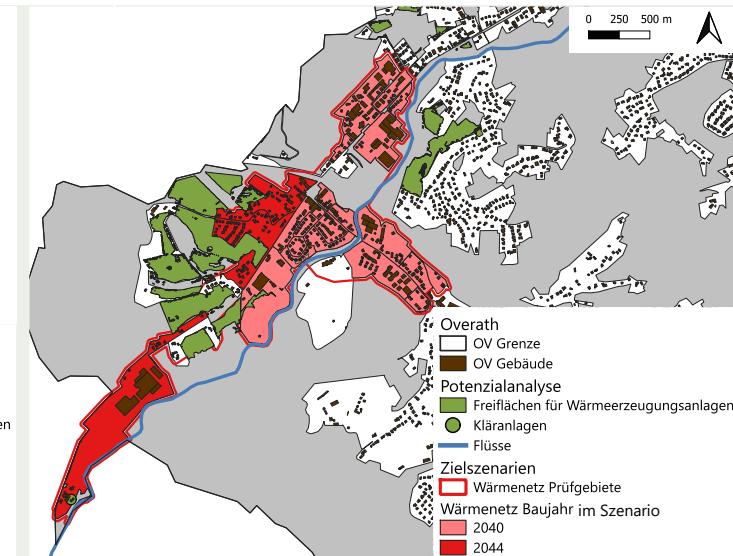 0 250 500 m
en
Overath
OV Grenze
OV Gebäude
Potenzialanalyse
Freiflächen für Wärmeerzeugungsanlagen
Kläranlagen
Flüsse
Zielszenarien
Wärmenetz Prüfgebiete
Wärmenetz Baujahr im Szenario
2040
2044